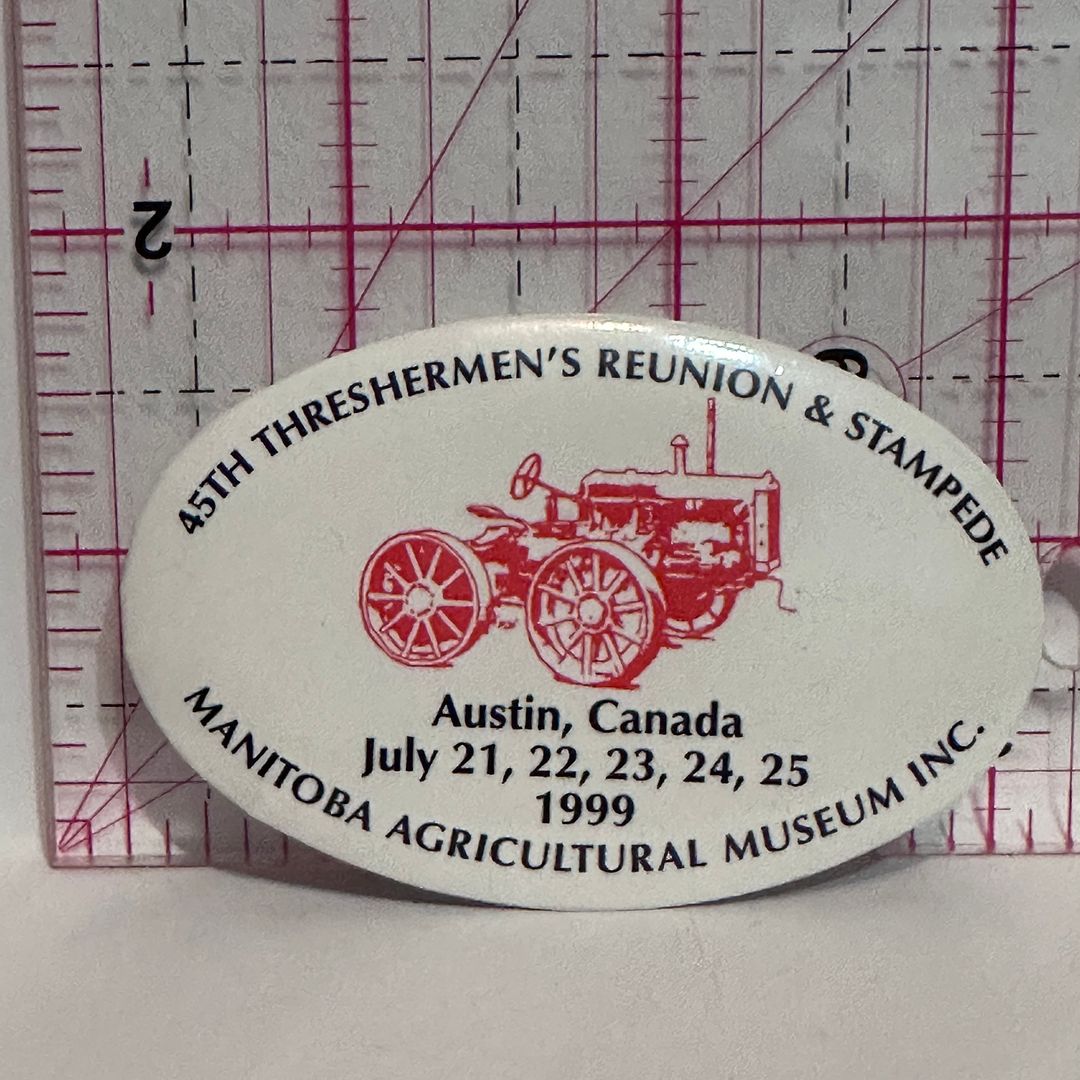 2
45TH THRESHERMEN'S REUNION & STAMPEDE
Austin, Canada
July 21, 22, 23, 24, 25
1999
MANITOBA AGRICULTURAL MUSEUM INC.